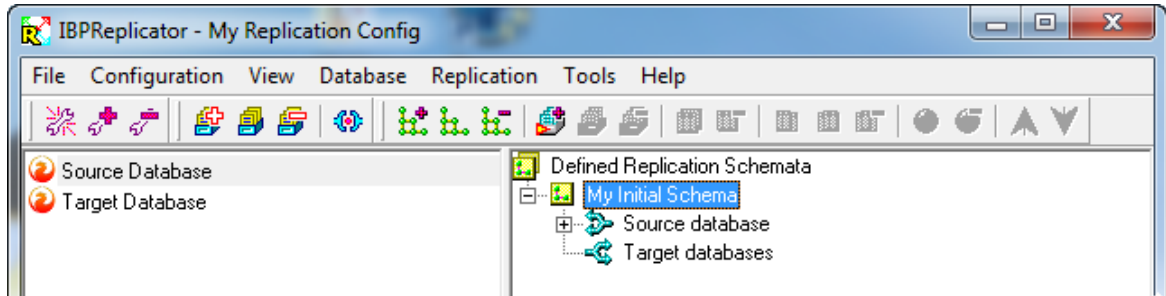 IBPReplicator - My Replication Config
File Configuration View Database Replication Tools Help
Source Database
Target Database
Defined Replication Schemata
My Initial Schema
Source database
Target databases